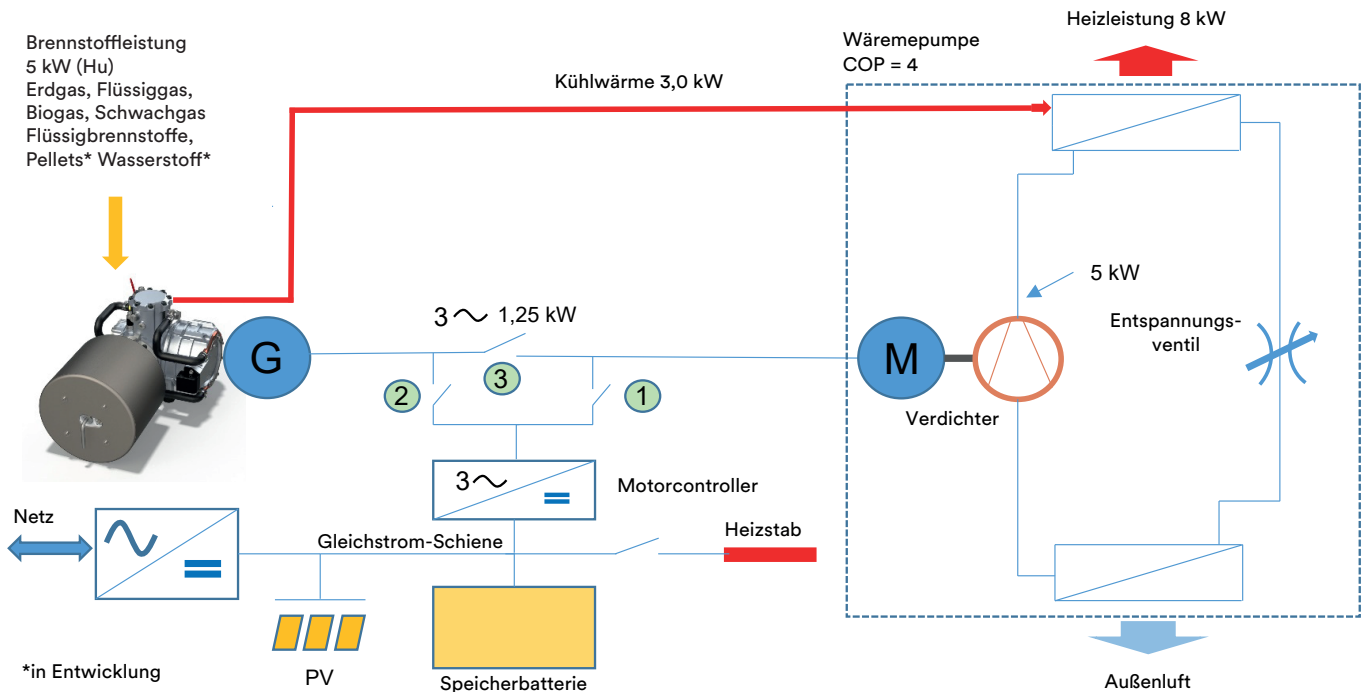 Brennstoffleistung
5 kW (Hu)
Erdgas, Flüssiggas,
Biogas, Schwachgas
Flüssigbrennstoffe,
Pellets* Wasserstoff*
Kühlwärme 3,0 kW
Heizleistung 8 kW
Wäremepumpe
COP = 4
5 kW
Entspannungs-
ventil
3 1,25 kW
G
M
2
3
1
Verdichter
3
Motorcontroller
Netz
Gleichstrom-Schiene
Heizstab
*in Entwicklung
PV
Speicherbatterie
Außenluft